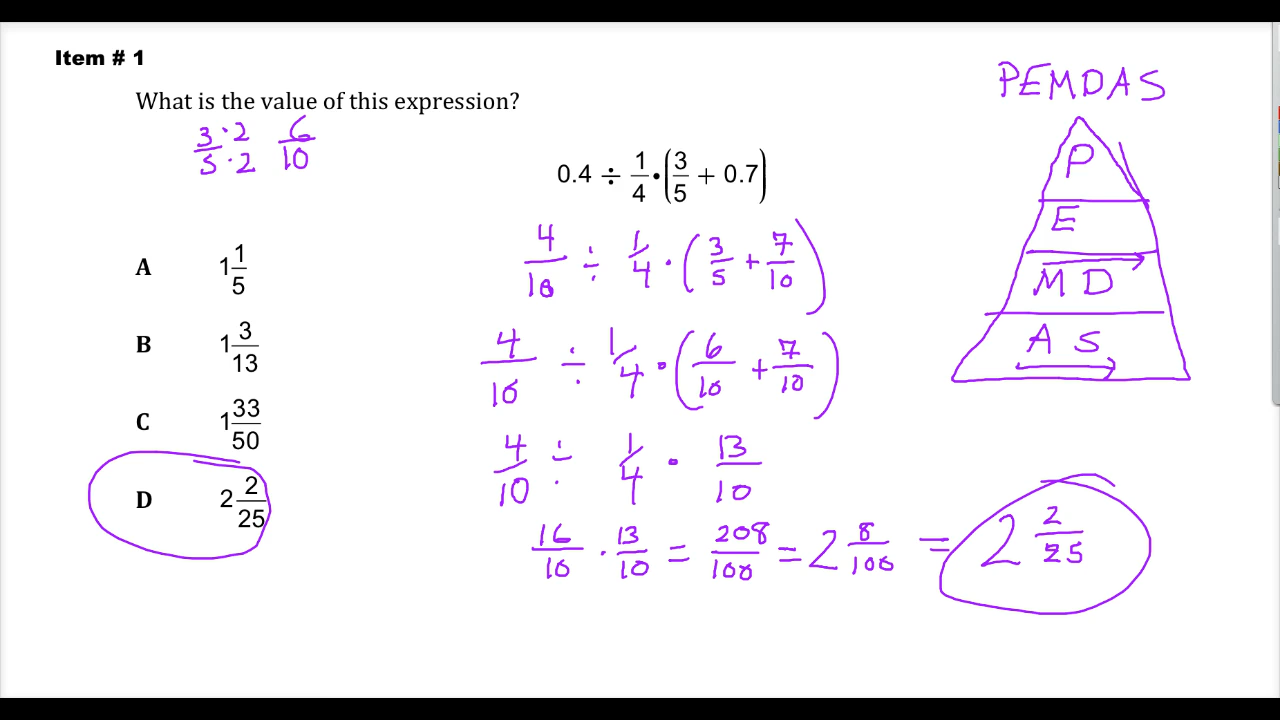 Item # 1
PEMDAS
What is the value of this expression?
3·2/5·2 6/10
0.4 ÷ 1/4 • (3/5 + 0.7)
P
E
M D
A S
4/10 ÷ 1/4 · (3/5 + 7/10)
A 1 1/5
4/10 ÷ 1/4 · (6/10 + 7/10)
B 1 3/13
C 1 33/50
4/10 ÷ 1/4 · 13/10
D 2 2/25
16/10 · 13/10 = 208/100 = 2 8/100 = 2 2/25